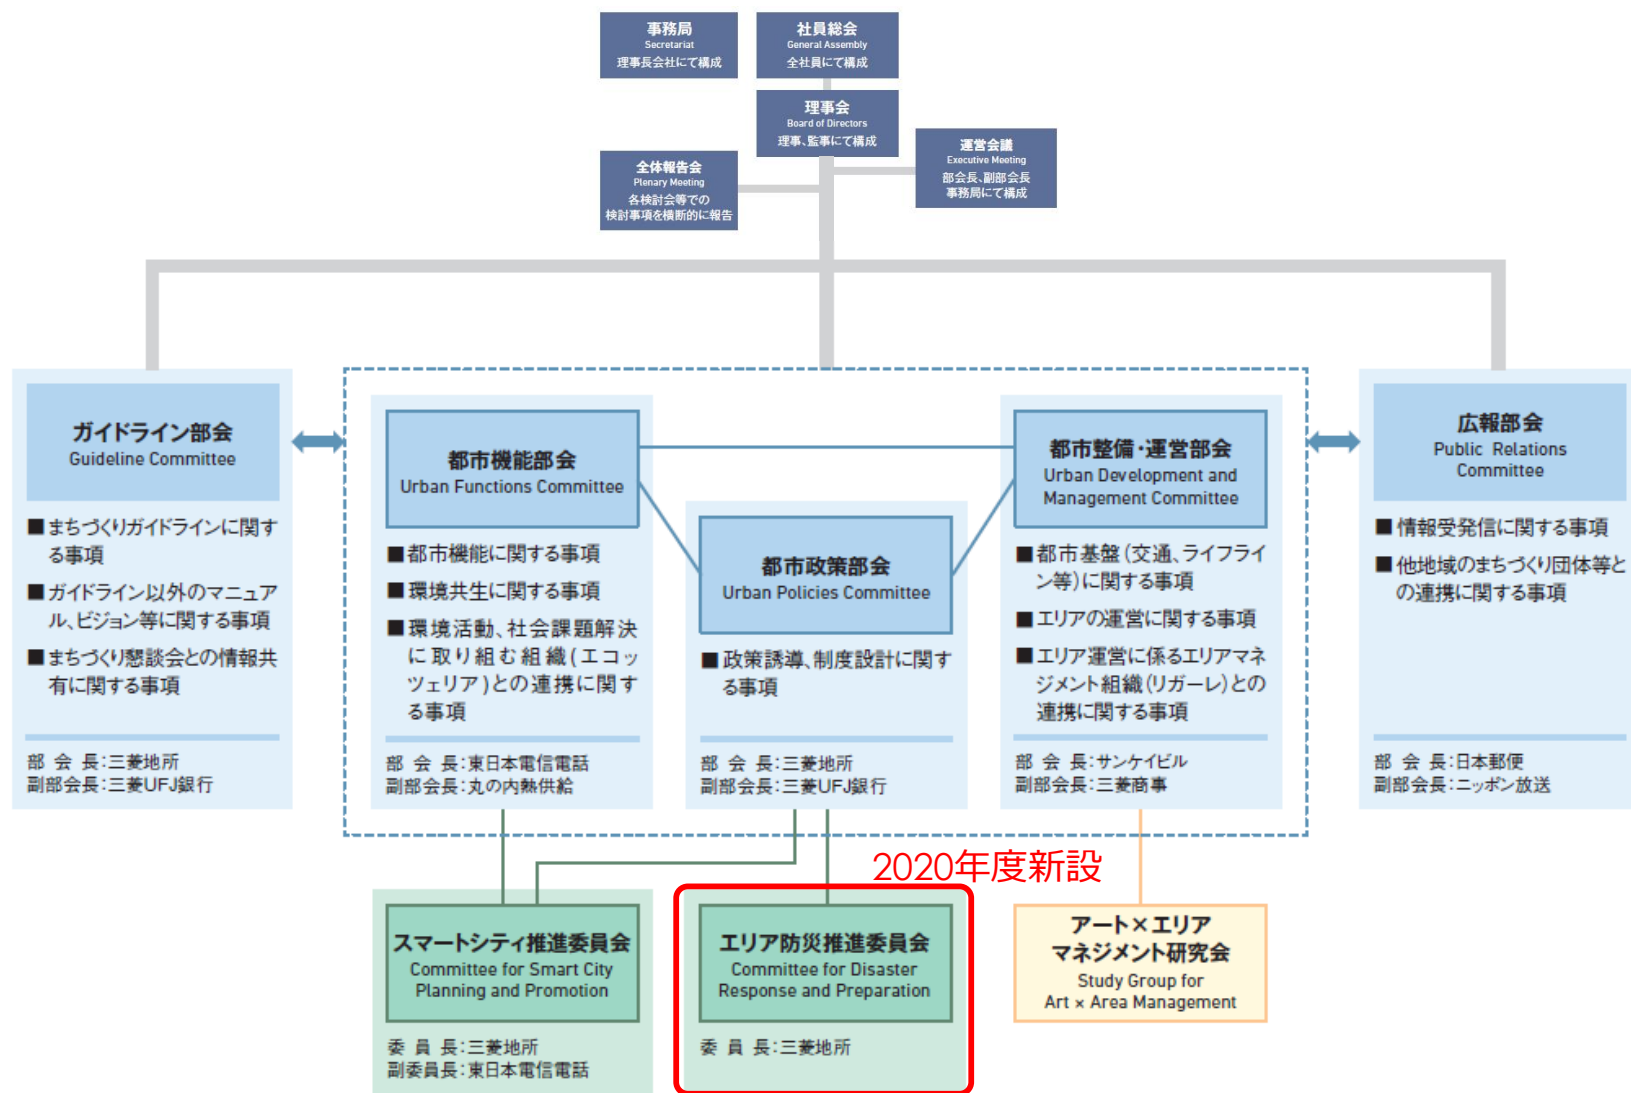 事務局
Secretariat
理事長会社にて構成
社員総会
General Assembly
全社員にて構成
理事会
Board of Directors
理事、監事にて構成
運営会議
Executive Meeting
部会長、副部会長
事務局にて構成
全体報告会
Plenary Meeting
各検討会等での
検討事項を横断的に報告
ガイドライン部会
Guideline Committee
■まちづくりガイドラインに関す
る事項
■ガイドライン以外のマニュア
ル、ビジョン等に関する事項
■まちづくり懇談会との情報共
有に関する事項
部 会 長:三菱地所
副部会長:三菱UFJ銀行
都市機能部会
Urban Functions Committee
■都市機能に関する事項
■環境共生に関する事項
■環境活動、社会課題解決
に取り組む組織(エコッ
ツェリア)との連携に関す
る事項
部 会 長:東日本電信電話
副部会長:丸の内熱供給
都市政策部会
Urban Policies Committee
■政策誘導、制度設計に関す
る事項
部 会 長:三菱地所
副部会長:三菱UFJ銀行
都市整備・運営部会
Urban Development and
Management Committee
■都市基盤(交通、ライフライ
ン等)に関する事項
■エリアの運営に関する事項
■エリア運営に係るエリアマネ
ジメント組織(リガーレ)との
連携に関する事項
部 会 長:サンケイビル
副部会長:三菱商事
広報部会
Public Relations
Committee
■情報受発信に関する事項
■他地域のまちづくり団体等と
の連携に関する事項
部 会 長:日本郵便
副部会長:ニッポン放送
2020年度新設
スマートシティ推進委員会
Committee for Smart City
Planning and Promotion
委 員 長:三菱地所
副委員長:東日本電信電話
エリア防災推進委員会
Committee for Disaster
Response and Preparation
委 員 長:三菱地所
アート×エリア
マネジメント研究会
Study Group for
Art × Area Management